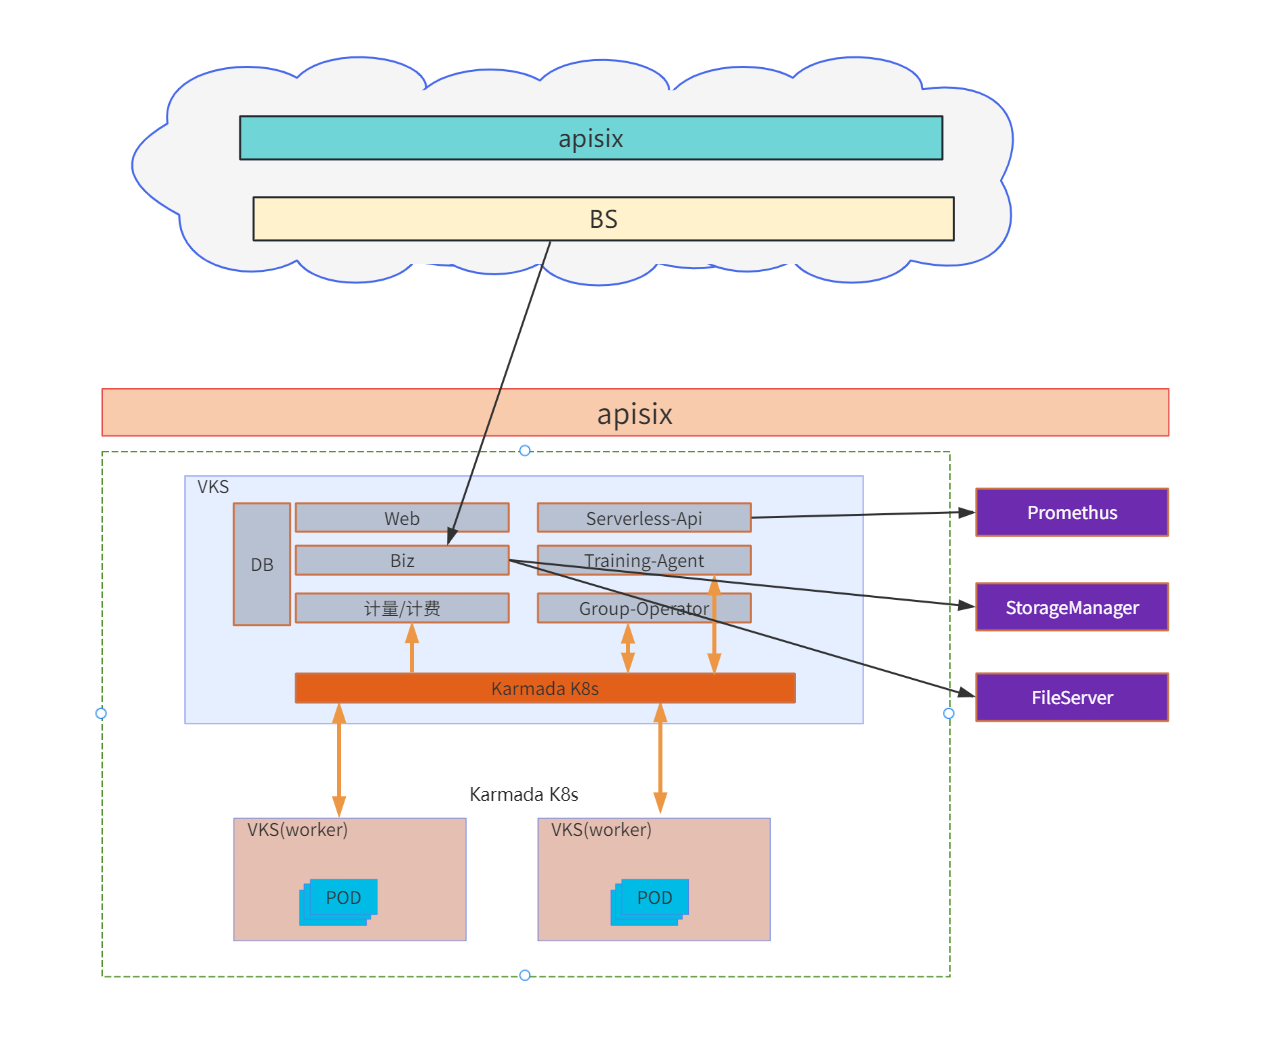 apisix
BS
apisix
VKS
DB
Web
Serverless-Api
Biz
Training-Agent
计量/计费
Group-Operator
Karmada K8s
Promethus
StorageManager
FileServer
Karmada K8s
VKS(worker)
VKS(worker)
POD
POD